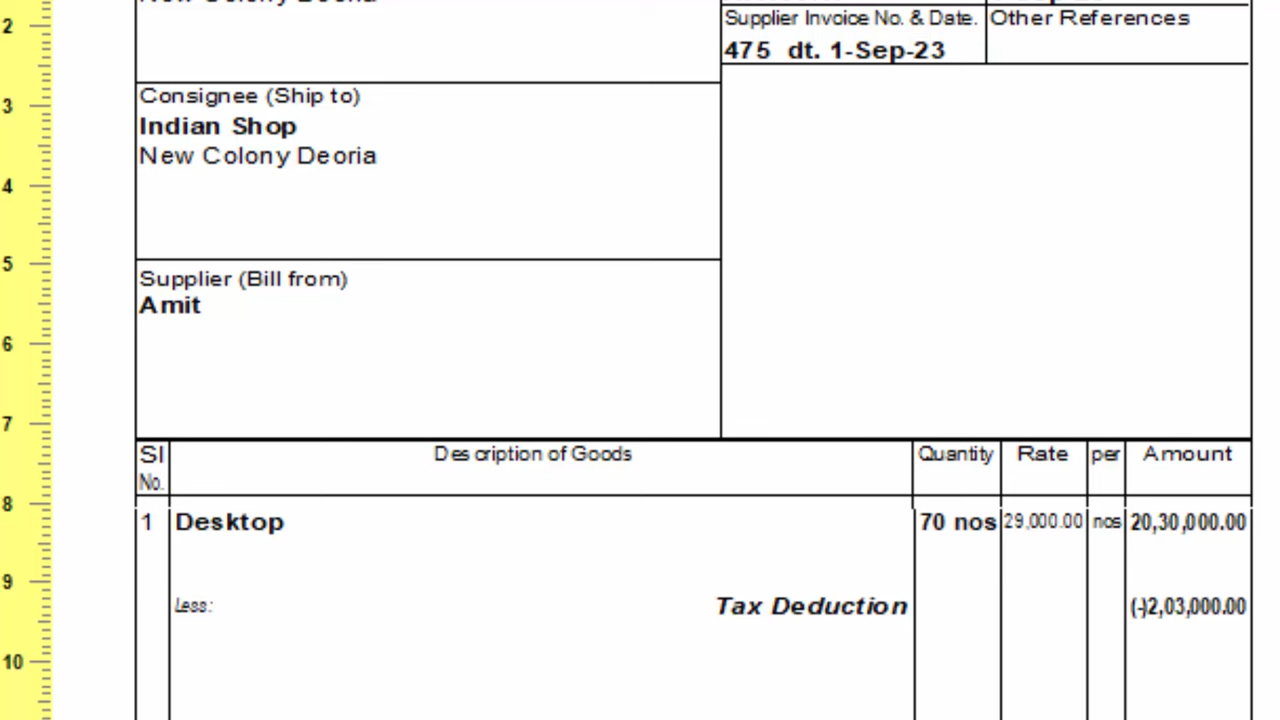 New Colony Deoria
Supplier Invoice No. & Date.
Other References
475 dt. 1-Sep-23
Consignee (Ship to)
Indian Shop
New Colony Deoria
Supplier (Bill from)
Amit
Sl No.
Description of Goods
Quantity
Rate
per
Amount
1
Desktop
70 nos
29,000.00
nos
20,30,000.00
Less:
Tax Deduction
(-)2,03,000.00
2
3
4
5
6
7
8
9
10